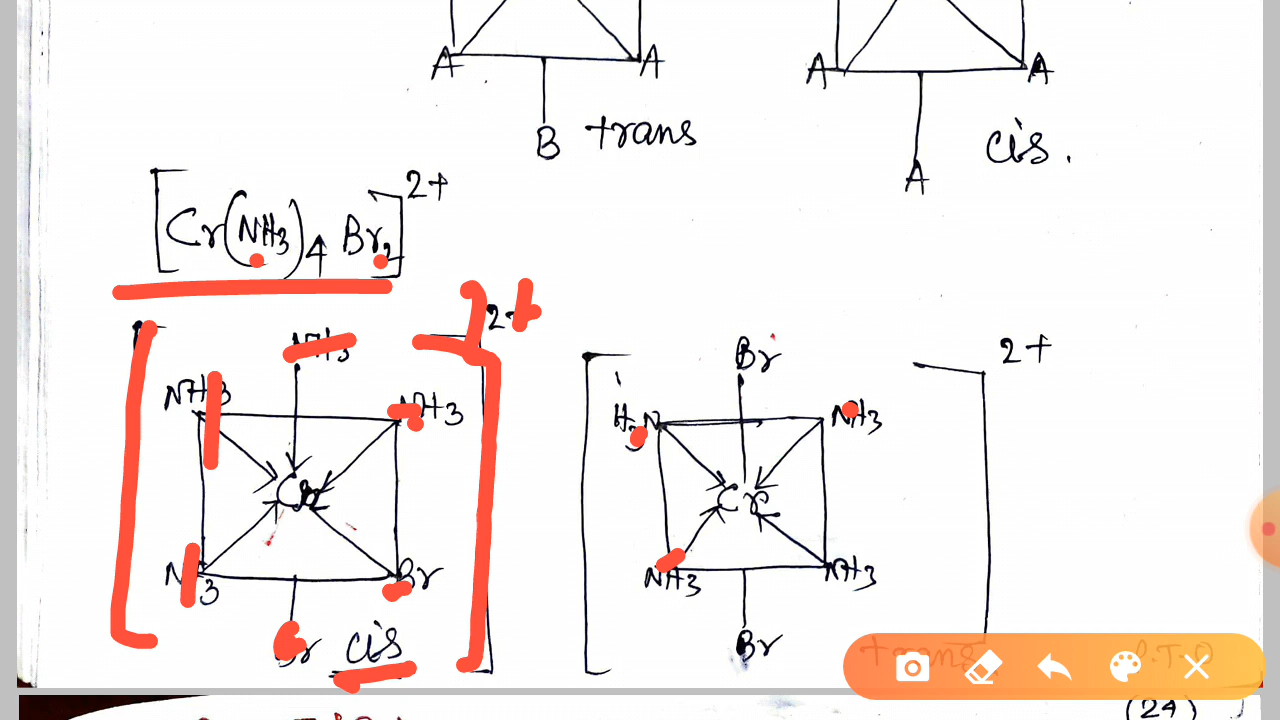 A A A A
B trans cis.
A
[Cr(NH3)4 Br2]2+
2+
NH3 Br 2+
NH3 NH3 H3N NH3
Cr Cr
NH3 Br NH3 NH3
Br cis Br trans P.T.O
(24)